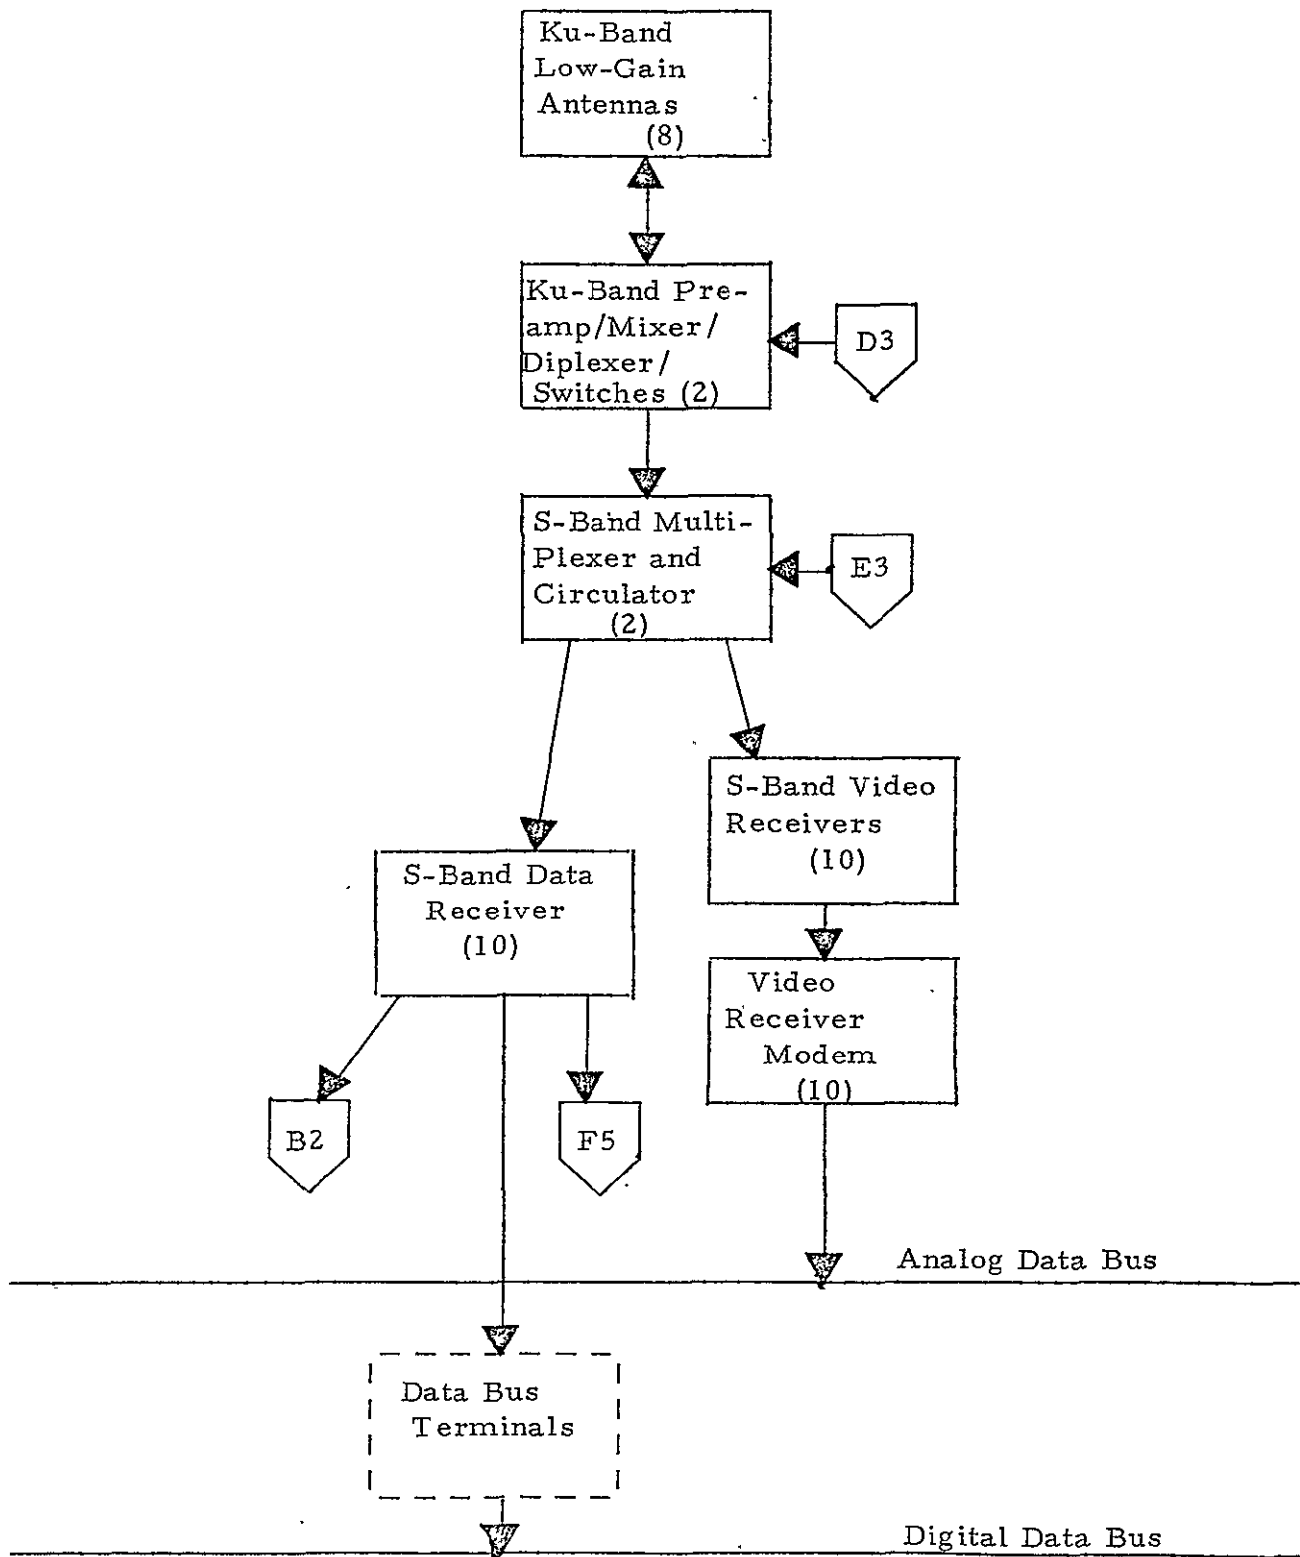 Ku-Band
Low-Gain
Antennas
(8)
Ku-Band Pre-
amp/Mixer/
Diplexer/
Switches (2)
D3
S-Band Multi-
Plexer and
Circulator
(2)
E3
S-Band Video
Receivers
(10)
S-Band Data
Receiver
(10)
Video
Receiver
Modem
(10)
B2
F5
Analog Data Bus
Data Bus
Terminals
Digital Data Bus